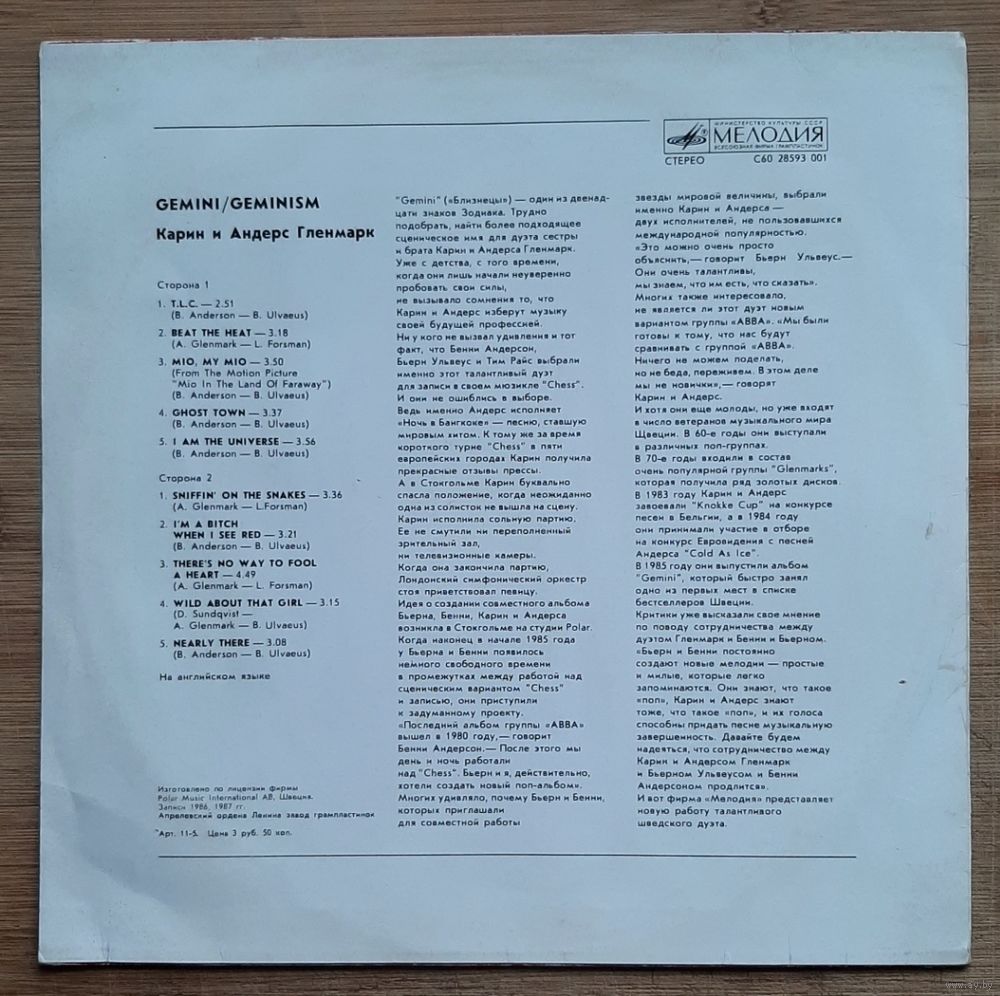 МИНИСТЕРСТВО КУЛЬТУРЫ СССР
МЕЛОДИЯ
ВСЕСОЮЗНАЯ ФИРМА ГРАМПЛАСТИНОК
СТЕРЕО С60 28593 001
GEMINI/GEMINISM
Карин и Андерс Гленмарк
Сторона 1
1. T.L.C. — 2.51
(B. Anderson — B. Ulvaeus)
2. BEAT THE HEAT — 3.18
(A. Glenmark — L. Forsman)
3. MIO, MY MIO — 3.50
(From The Motion Picture
"Mio In The Land Of Faraway")
(B. Anderson — B. Ulvaeus)
4. GHOST TOWN — 3.37
(B. Anderson — B. Ulvaeus)
5. I AM THE UNIVERSE — 3.56
(B. Anderson — B. Ulvaeus)
Сторона 2
1. SNIFFIN' ON THE SNAKES — 3.36
(A. Glenmark — L.Forsman)
2. I'M A BITCH
WHEN I SEE RED — 3.21
(B. Anderson — B. Ulvaeus)
3. THERE'S NO WAY TO FOOL
A HEART — 4.49
(A. Glenmark — L. Forsman)
4. WILD ABOUT THAT GIRL — 3.15
(D. Sundqvist —
A. Glenmark — B. Ulvaeus)
5. NEARLY THERE — 3.08
(B. Anderson — B. Ulvaeus)
На английском языке
Изготовлено по лицензии фирмы
Polar Music International AB, Швеция.
Записи 1986, 1987 гг.
Апрелевский ордена Ленина завод грампластинок
Арт. 11-5. Цена 3 руб. 50 коп.
"Gemini" («Близнецы») — один из двенад-
цати знаков Зодиака. Трудно
подобрать, найти более подходящее
сценическое имя для дуэта сестры
и брата Карин и Андерса Гленмарк.
Уже с детства, с того времени,
когда они лишь начали неуверенно
пробовать свои силы,
не вызывало сомнения то, что
Карин и Андерс изберут музыку
своей будущей профессией.
Ни у кого не вызвал удивления и тот
факт, что Бенни Андерсон,
Бьерн Ульвеус и Тим Райс выбрали
именно этот талантливый дуэт
для записи в своем мюзикле "Chess".
И они не ошиблись в выборе.
Ведь именно Андерс исполняет
«Ночь в Бангкоке» — песню, ставшую
мировым хитом. К тому же за время
короткого турне "Chess" в пяти
европейских городах Карин получила
прекрасные отзывы прессы.
А в Стокгольме Карин буквально
спасла положение, когда неожиданно
одна из солисток не вышла на сцену.
Карин исполнила сольную партию.
Ее не смутили ни переполненный
зрительный зал,
ни телевизионные камеры.
Когда она закончила партию,
Лондонский симфонический оркестр
стоя приветствовал певицу.
Идея о создании совместного альбома
Бьерна, Бенни, Карин и Андерса
возникла в Стокгольме на студии Polar.
Когда наконец в начале 1985 года
у Бьерна и Бенни появилось
немного свободного времени
в промежутках между работой над
сценическим вариантом "Chess"
и записью, они приступили
к задуманному проекту.
«Последний альбом группы «ABBA»
вышел в 1980 году,— говорит
Бенни Андерсон.— После этого мы
день и ночь работали
над "Chess". Бьерн и я, действительно,
хотели создать новый поп-альбом».
Многих удивляло, почему Бьерн и Бенни,
которых приглашали
для совместной работы
звезды мировой величины, выбрали
именно Карин и Андерса —
двух исполнителей, не пользовавшихся
международной популярностью.
«Это можно очень просто
объяснить,— говорит Бьерн Ульвеус.—
Они очень талантливы,
мы знаем, что им есть, что сказать».
Многих также интересовало,
не является ли этот дуэт новым
вариантом группы «ABBA». «Мы были
готовы к тому, что нас будут
сравнивать с группой «ABBA».
Ничего не можем поделать,
но не беда, переживем. В этом деле
мы не новички»,— говорят
Карин и Андерс.
И хотя они еще молоды, но уже входят
в число ветеранов музыкального мира
Швеции. В 60-е годы они выступали
в различных поп-группах.
В 70-е годы входили в состав
очень популярной группы "Glenmarks",
которая получила ряд золотых дисков.
В 1983 году Карин и Андерс
завоевали "Knokke Cup" на конкурсе
песен в Бельгии, а в 1984 году
они принимали участие в отборе
на конкурс Евровидения с песней
Андерса "Cold As Ice".
В 1985 году они выпустили альбом
"Gemini", который быстро занял
одно из первых мест в списке
бестселлеров Швеции.
Критики уже высказали свое мнение
по поводу сотрудничества между
дуэтом Гленмарк и Бенни и Бьерном.
«Бьерн и Бенни постоянно
создают новые мелодии — простые
и милые, которые легко
запоминаются. Они знают, что такое
«поп», Карин и Андерс знают
тоже, что такое «поп», и их голоса
способны придать песне музыкальную
завершенность. Давайте будем
надеяться, что сотрудничество между
Карин и Андерсом Гленмарк
и Бьерном Ульвеусом и Бенни
Андерсоном продлится».
И вот фирма «Мелодия» представляет
новую работу талантливого
шведского дуэта.
www.ay.by